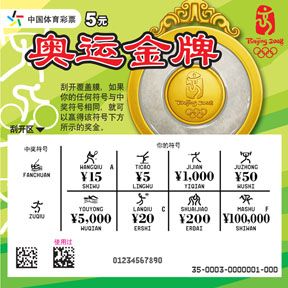 中国体育彩票 5元
Beijing 2008
奥运金牌
刮开覆盖膜，如果
你的任何符号与中
奖符号相同，就可
以赢得该符号下方
所示的奖金。
刮开区
Beijing 2008
中奖符号 你的符号
FANCHUAN
WANGQIU A
¥15
SHIWU
TICAO
¥5
LINGWU
JIJIAN
¥1,000
YIQIAN
JUZHONG
¥50
WUSHI
ZUQIU
YOUYONG
¥5,000
WUQIAN
LANQIU C
¥20
ERSHI
SHUAIJIAO
¥200
ERBAI
MASHU F
¥100,000
SHIWAN
使用过
01234567890
35-0003-0000001-000